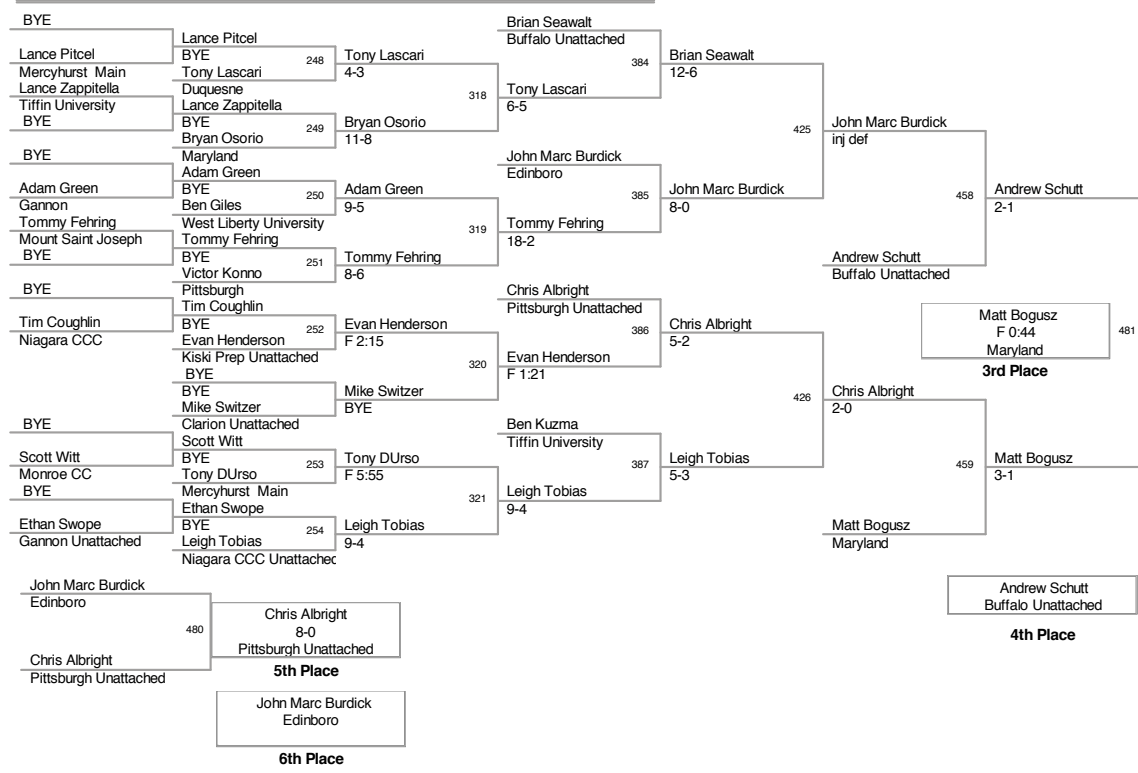 BYE
Lance Pitcel
Mercyhurst Main
Lance Zappitella
Tiffin University
BYE
BYE
Adam Green
Gannon
Tommy Fehring
Mount Saint Joseph
BYE
BYE
Tim Coughlin
Niagara CCC
BYE
Scott Witt
Monroe CC
BYE
Ethan Swope
Gannon Unattached
Lance Pitcel
BYE
248
Tony Lascari
Duquesne
Lance Zappitella
BYE
249
Bryan Osorio
Maryland
Adam Green
BYE
250
Ben Giles
West Liberty University
Tommy Fehring
BYE
251
Victor Konno
Pittsburgh
Tim Coughlin
BYE
252
Evan Henderson
Kiski Prep Unattached
BYE
BYE
Mike Switzer
Clarion Unattached
Scott Witt
BYE
253
Tony DUrso
Mercyhurst Main
Ethan Swope
BYE
254
Leigh Tobias
Niagara CCC Unattached
Tony Lascari
4-3
318
Bryan Osorio
11-8
Adam Green
9-5
319
Tommy Fehring
8-6
Evan Henderson
F 2:15
320
Mike Switzer
BYE
Tony DUrso
F 5:55
321
Leigh Tobias
9-4
Brian Seawalt
Buffalo Unattached
384
Tony Lascari
6-5
John Marc Burdick
Edinboro
385
Tommy Fehring
18-2
Chris Albright
Pittsburgh Unattached
386
Evan Henderson
F 1:21
Ben Kuzma
Tiffin University
387
Leigh Tobias
9-4
Brian Seawalt
12-6
425
John Marc Burdick
8-0
Chris Albright
5-2
426
Leigh Tobias
5-3
John Marc Burdick
inj def
458
Andrew Schutt
Buffalo Unattached
Chris Albright
2-0
459
Matt Bogusz
Maryland
Andrew Schutt
2-1
Matt Bogusz
F 0:44
Maryland
481
3rd Place
Matt Bogusz
3-1
Andrew Schutt
Buffalo Unattached
4th Place
John Marc Burdick
Edinboro
480
Chris Albright
Pittsburgh Unattached
Chris Albright
8-0
Pittsburgh Unattached
5th Place
John Marc Burdick
Edinboro
6th Place